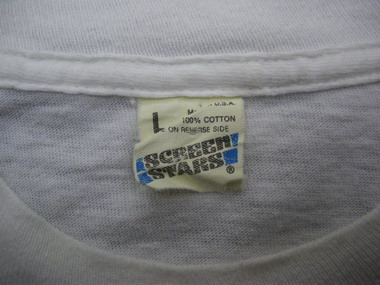 U.S.A.
L
100% COTTON
ON REVERSE SIDE
SCREEN
STARS ®